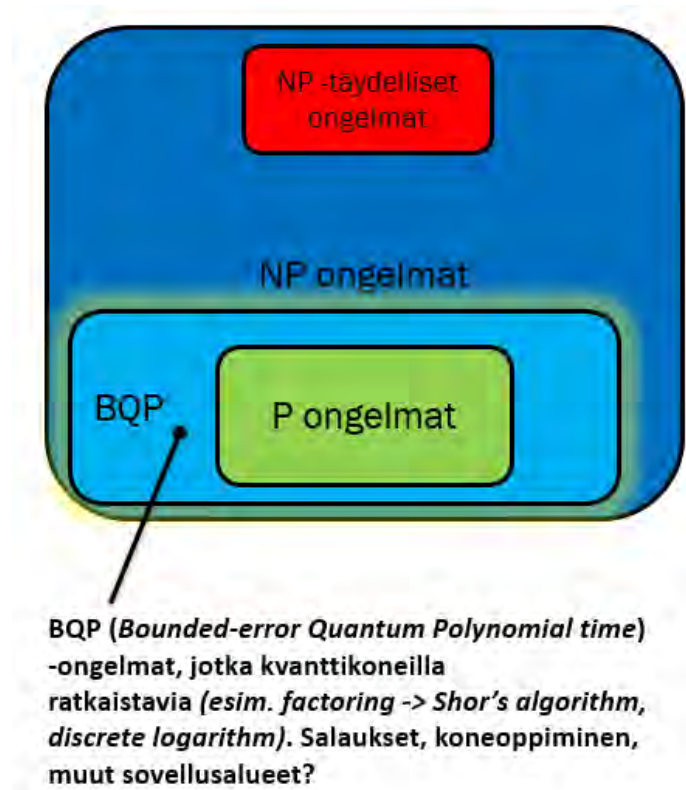 NP -täydelliset
ongelmat
NP ongelmat
BQP
P ongelmat
BQP (Bounded-error Quantum Polynomial time)
-ongelmat, jotka kvanttikoneilla
ratkaistavia (esim. factoring -> Shor's algorithm,
discrete logarithm). Salaukset, koneoppiminen,
muut sovellusalueet?